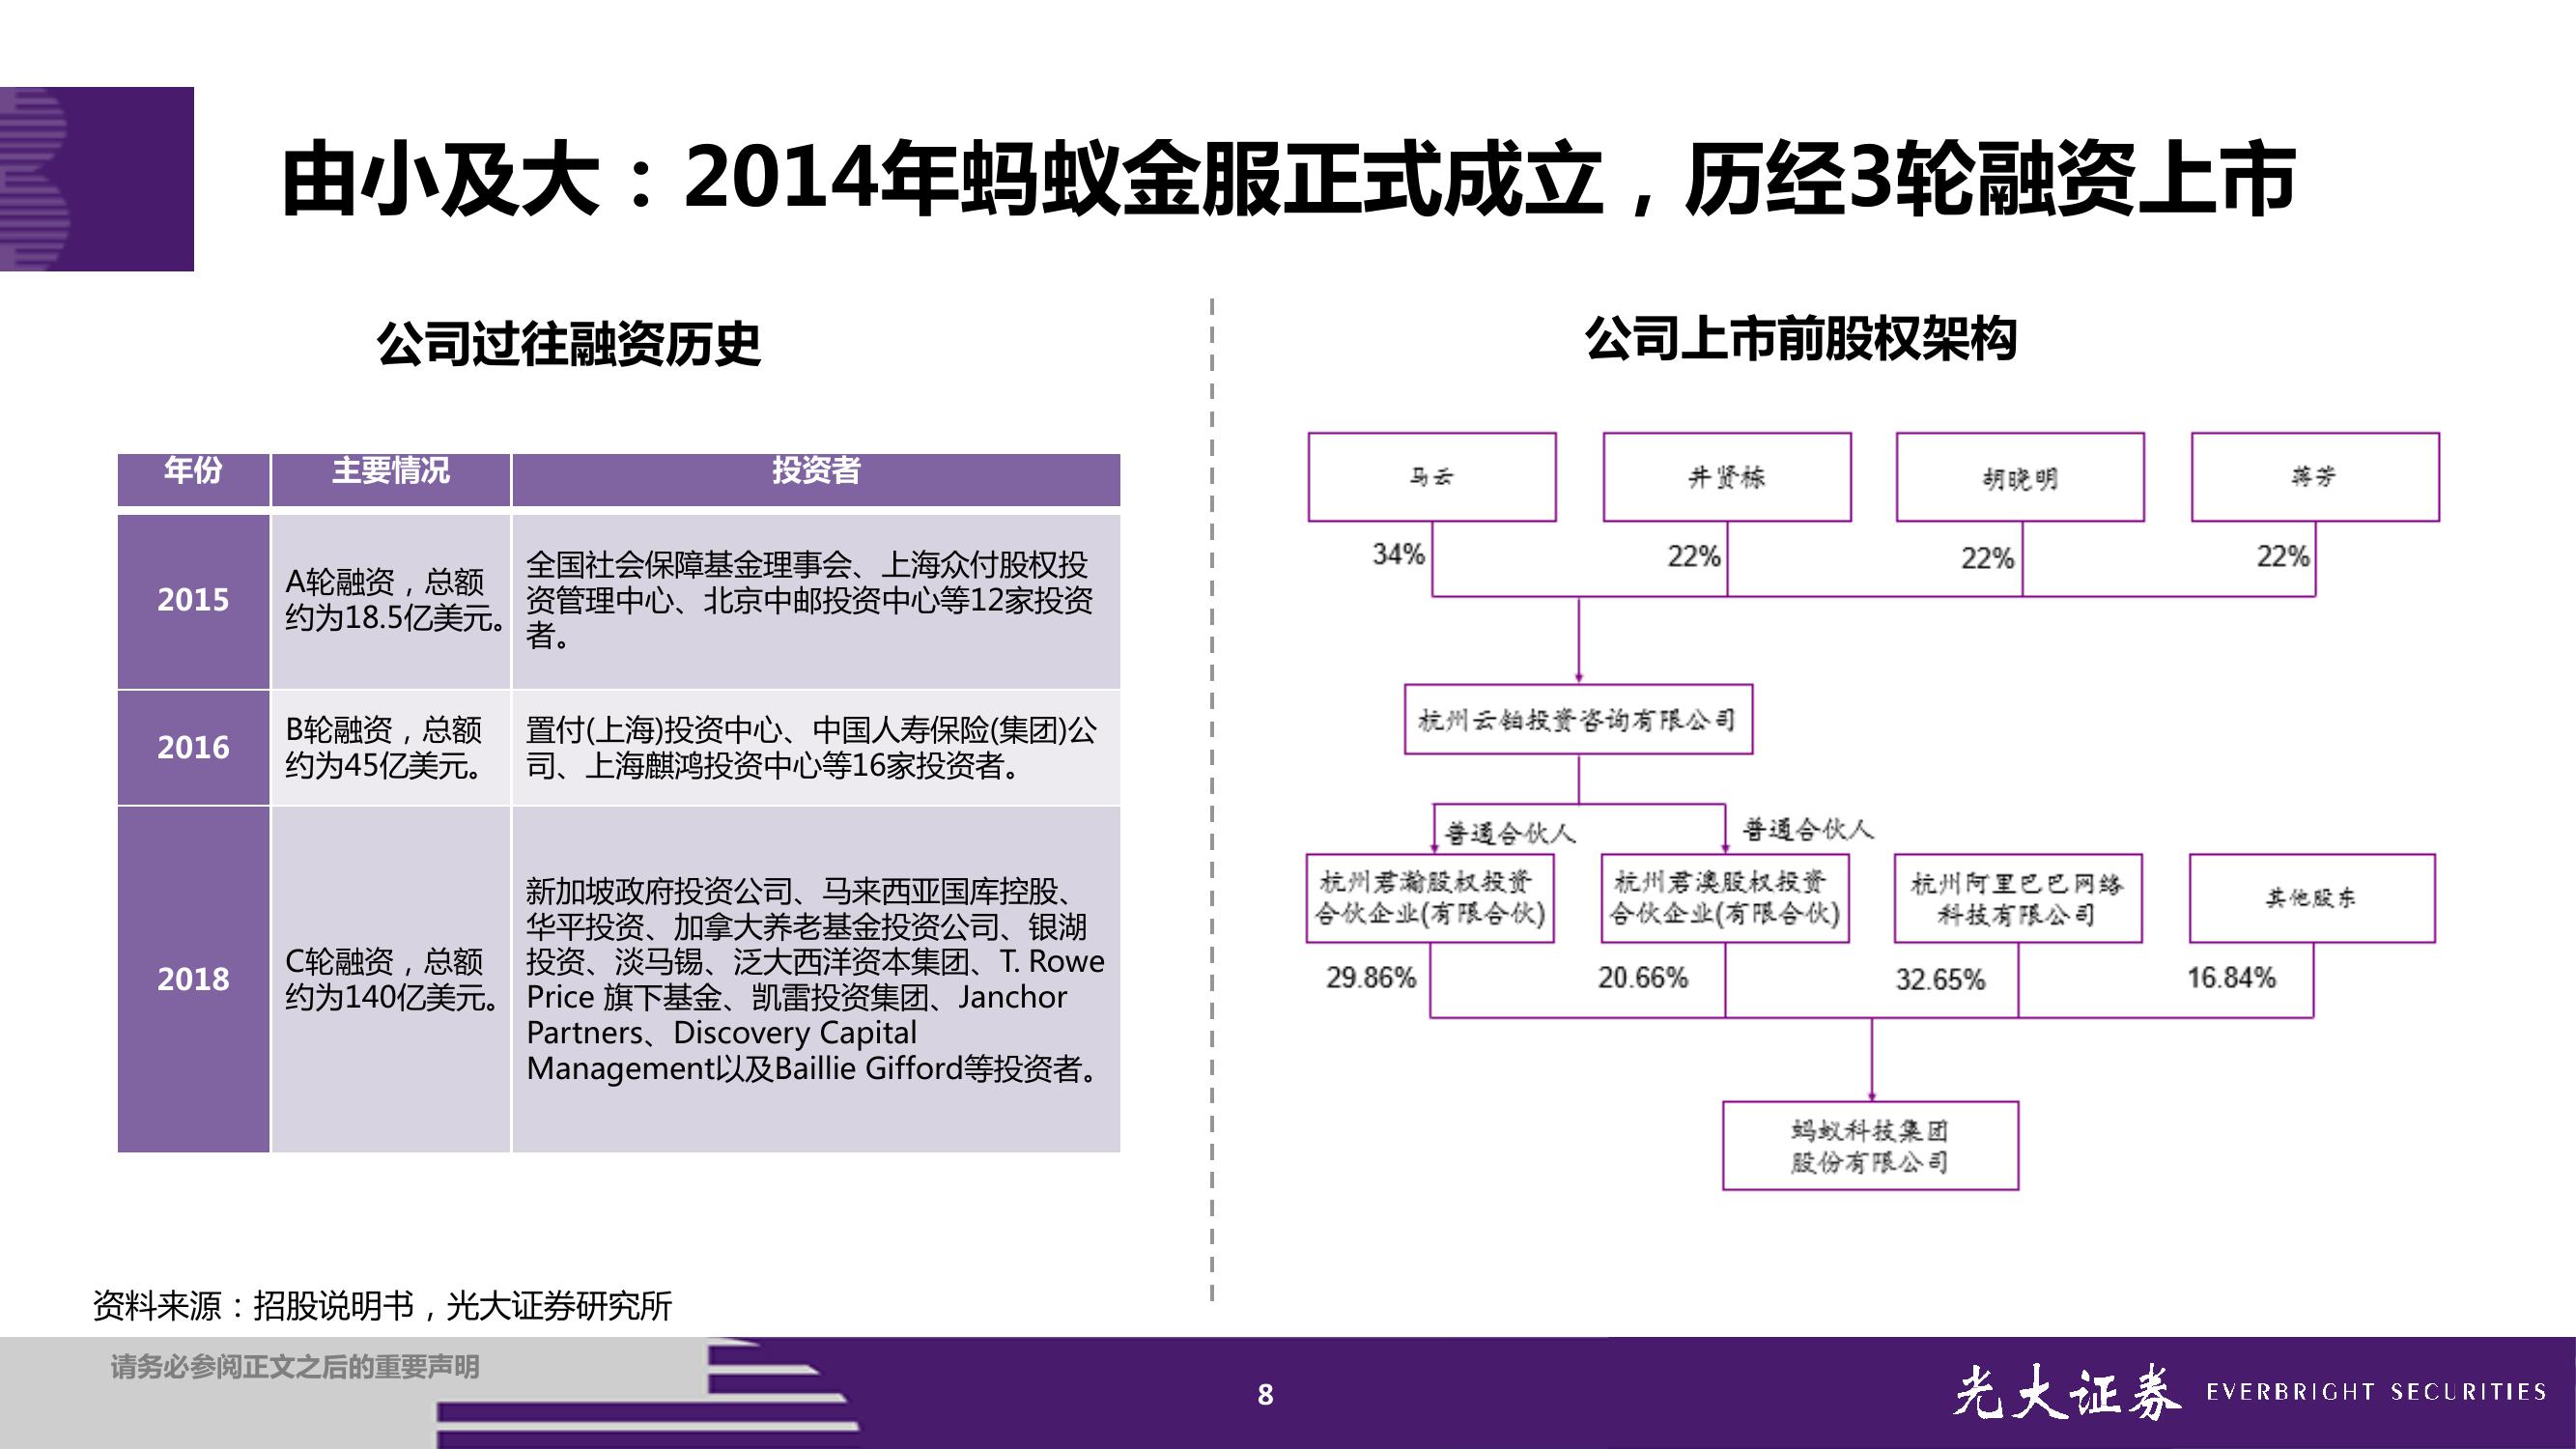 由小及大：2014年蚂蚁金服正式成立，历经3轮融资上市
公司过往融资历史
年份 主要情况 投资者
2015
A轮融资，总额
约为18.5亿美元。
全国社会保障基金理事会、上海众付股权投
资管理中心、北京中邮投资中心等12家投资
者。
2016
B轮融资，总额
约为45亿美元。
置付(上海)投资中心、中国人寿保险(集团)公
司、上海麒鸿投资中心等16家投资者。
2018
C轮融资，总额
约为140亿美元。
新加坡政府投资公司、马来西亚国库控股、
华平投资、加拿大养老基金投资公司、银湖
投资、淡马锡、泛大西洋资本集团、T. Rowe
Price 旗下基金、凯雷投资集团、Janchor
Partners、Discovery Capital
Management以及Baillie Gifford等投资者。
公司上市前股权架构
马云 井贤栋 胡晓明 蒋芳
34% 22% 22% 22%
杭州云铂投资咨询有限公司
普通合伙人 普通合伙人
杭州君瀚股权投资
合伙企业(有限合伙)
杭州君澳股权投资
合伙企业(有限合伙)
杭州阿里巴巴网络
科技有限公司
其他股东
29.86% 20.66% 32.65% 16.84%
蚂蚁科技集团
股份有限公司
资料来源：招股说明书，光大证券研究所
请务必参阅正文之后的重要声明
8
光大证券 EVERBRIGHT SECURITIES